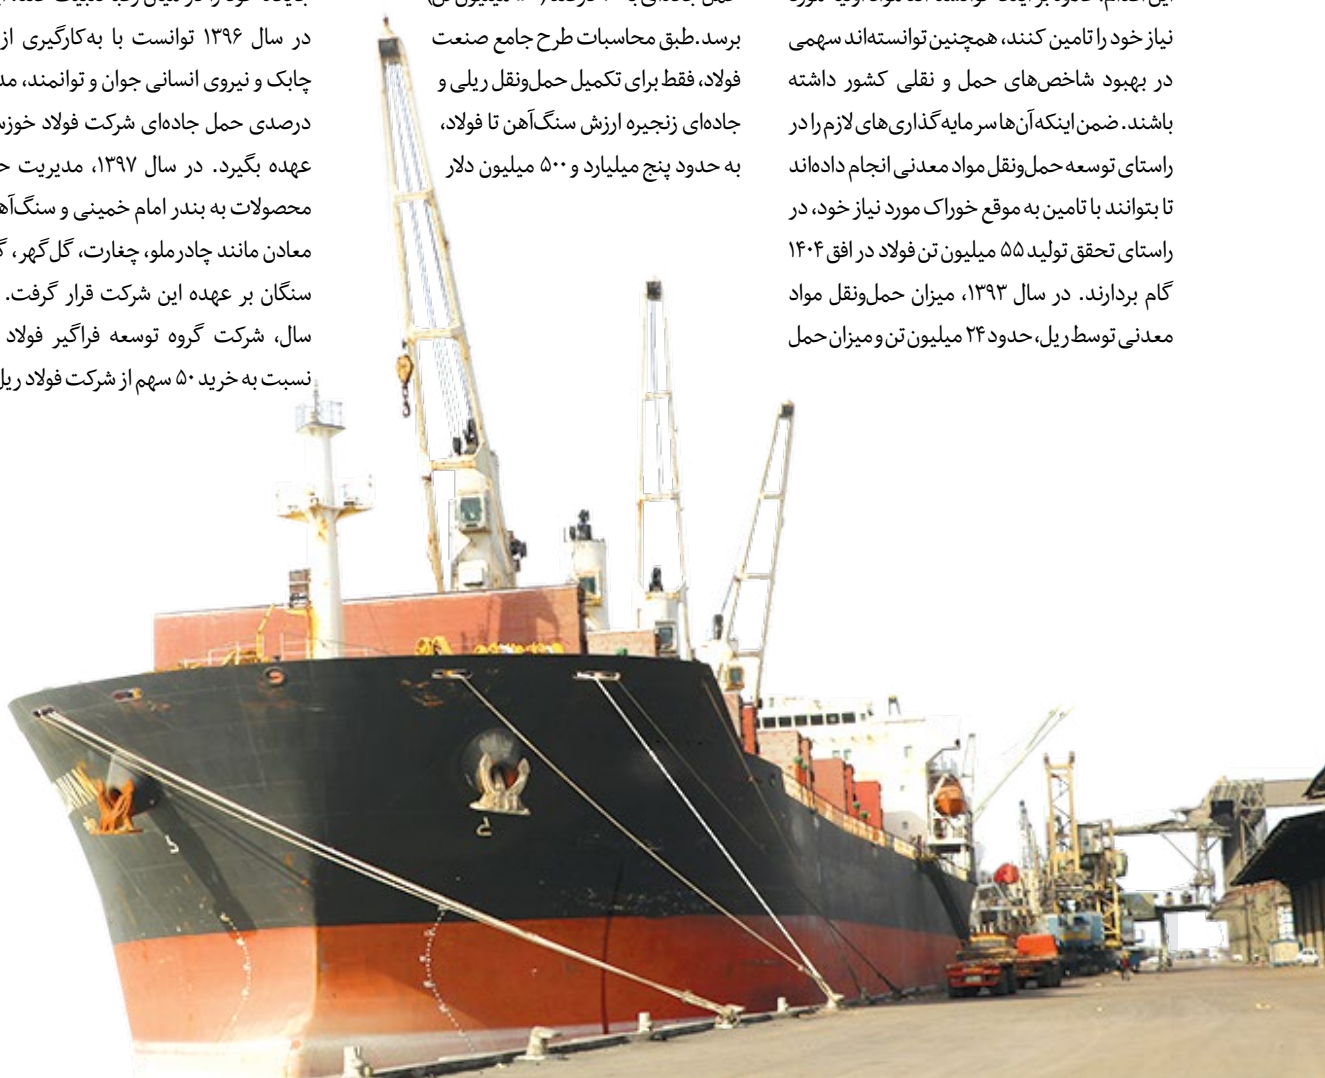 نیاز خود را تامین کنند، همچنین توانسته‌اند سهمی
در بهبود شاخص‌های حمل و نقلی کشور داشته
باشند. ضمن اینکه آن‌ها سرمایه‌گذاری‌های لازم را در
راستای توسعه حمل‌ونقل مواد معدنی انجام داده‌اند
تا بتوانند با تامین به موقع خوراک مورد نیاز خود، در
راستای تحقق تولید ۵۵ میلیون تن فولاد در افق ۱۴۰۴
گام بردارند. در سال ۱۳۹۳، میزان حمل‌ونقل مواد
معدنی توسط ریل، حدود ۲۴ میلیون تن و میزان حمل
برسد.طبق محاسبات طرح جامع صنعت
فولاد، فقط برای تکمیل حمل‌ونقل ریلی و
جاده‌ای زنجیره ارزش سنگ‌آهن تا فولاد،
به حدود پنج میلیارد و ۵۰۰ میلیون دلار
در سال ۱۳۹۶ توانست با به‌کارگیری از
چابک و نیروی انسانی جوان و توانمند،
درصدی حمل جاده‌ای شرکت فولاد
عهده بگیرد. در سال ۱۳۹۷، مدیریت
محصولات به بندر امام خمینی و
معادن مانند چادرملو، چغارت، گل‌گهر،
سنگان بر عهده این شرکت قرار گرفت.
سال، شرکت گروه توسعه فراگیر فولاد
نسبت به خرید ۵۰ سهم از شرکت فولاد ریل